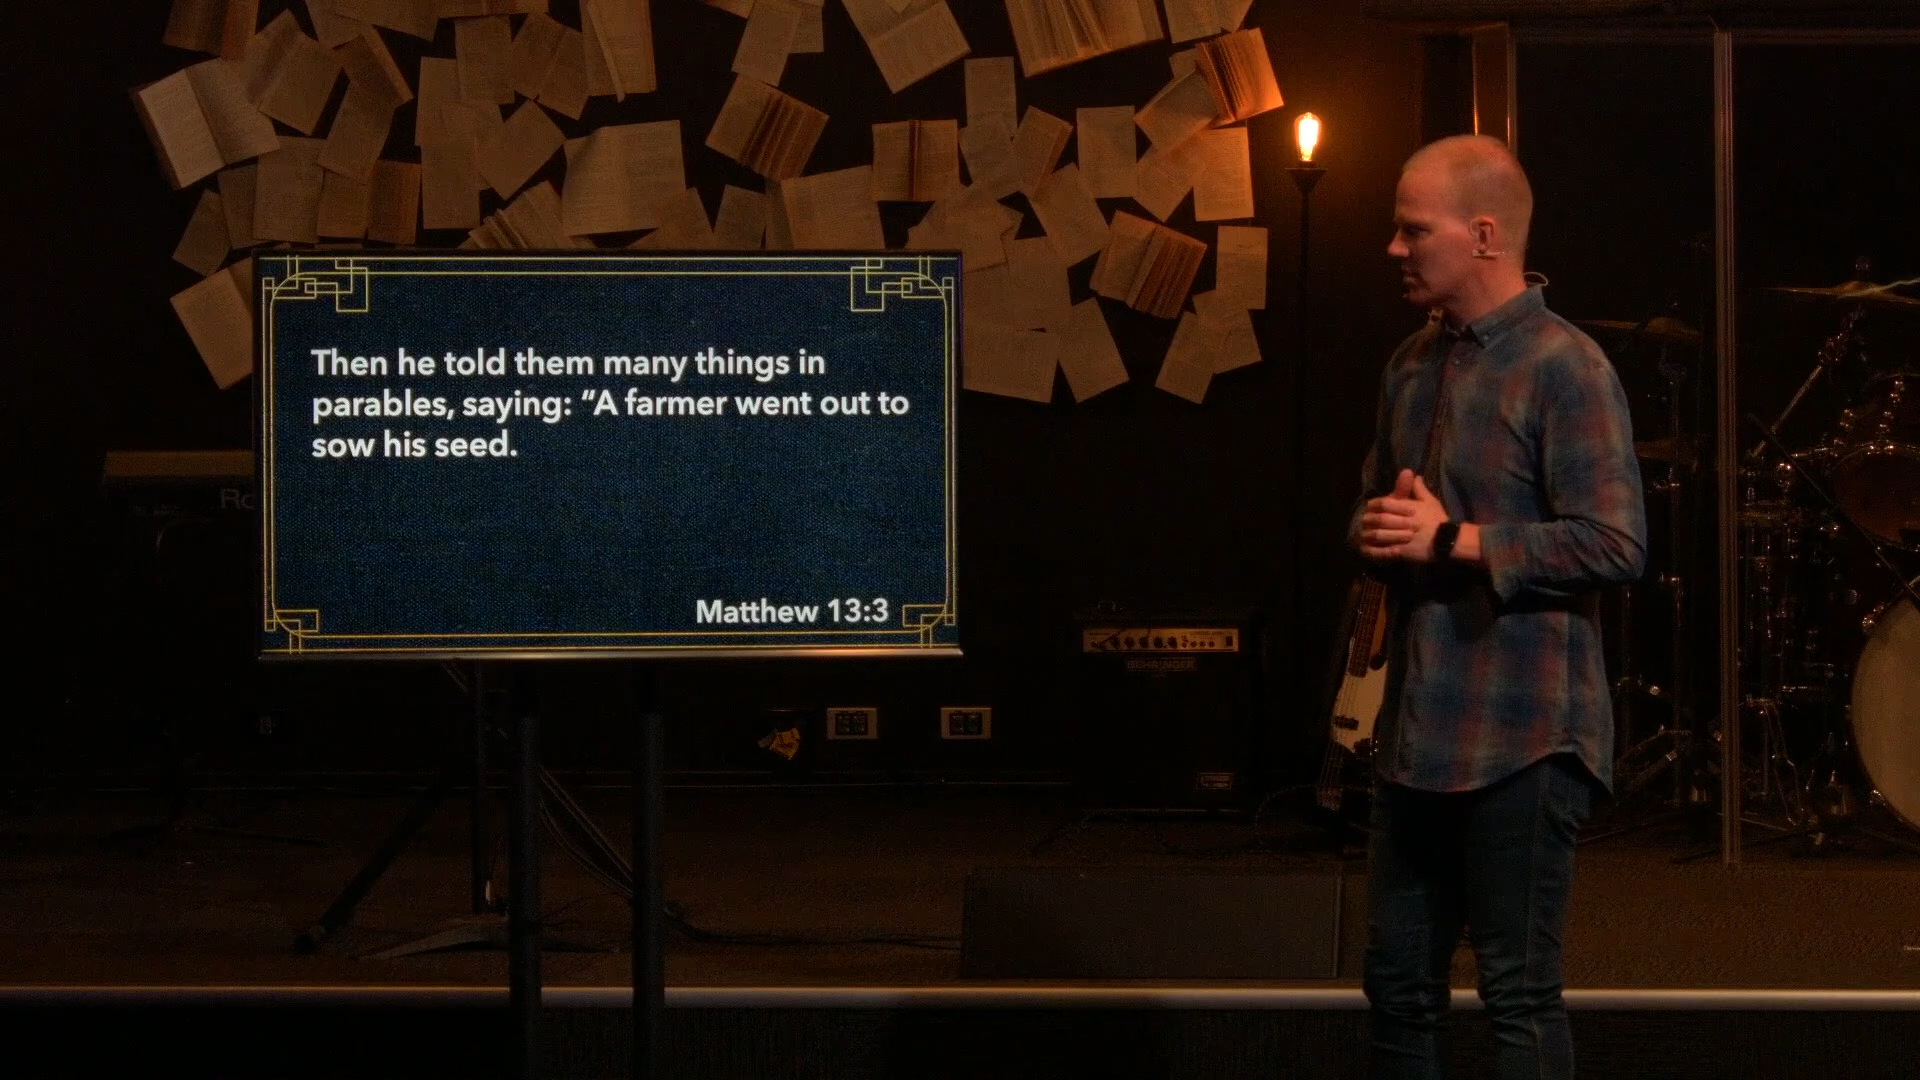 Then he told them many things in
parables, saying: “A farmer went out to
sow his seed.
Matthew 13:3
BEHRINGER